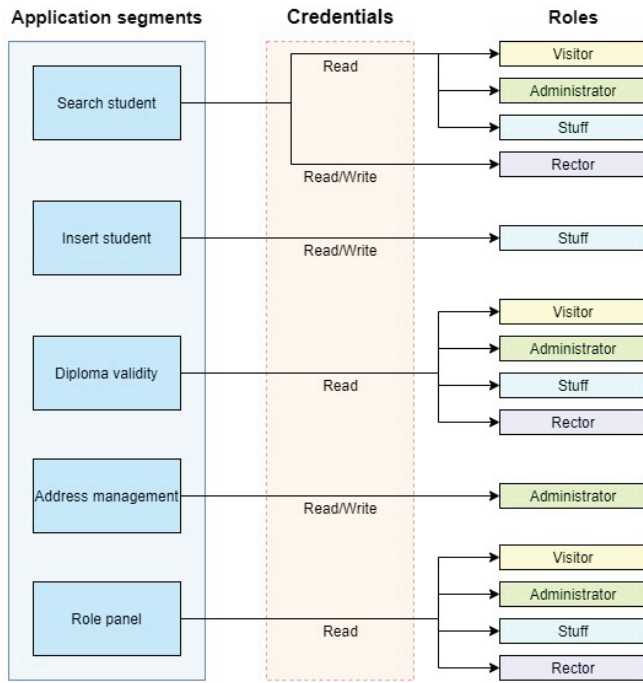 Application segments
Credentials
Roles
Search student
Read
Visitor
Administrator
Stuff
Read/Write
Rector
Insert student
Read/Write
Stuff
Diploma validity
Read
Visitor
Administrator
Stuff
Rector
Address management
Read/Write
Administrator
Role panel
Read
Visitor
Administrator
Stuff
Rector